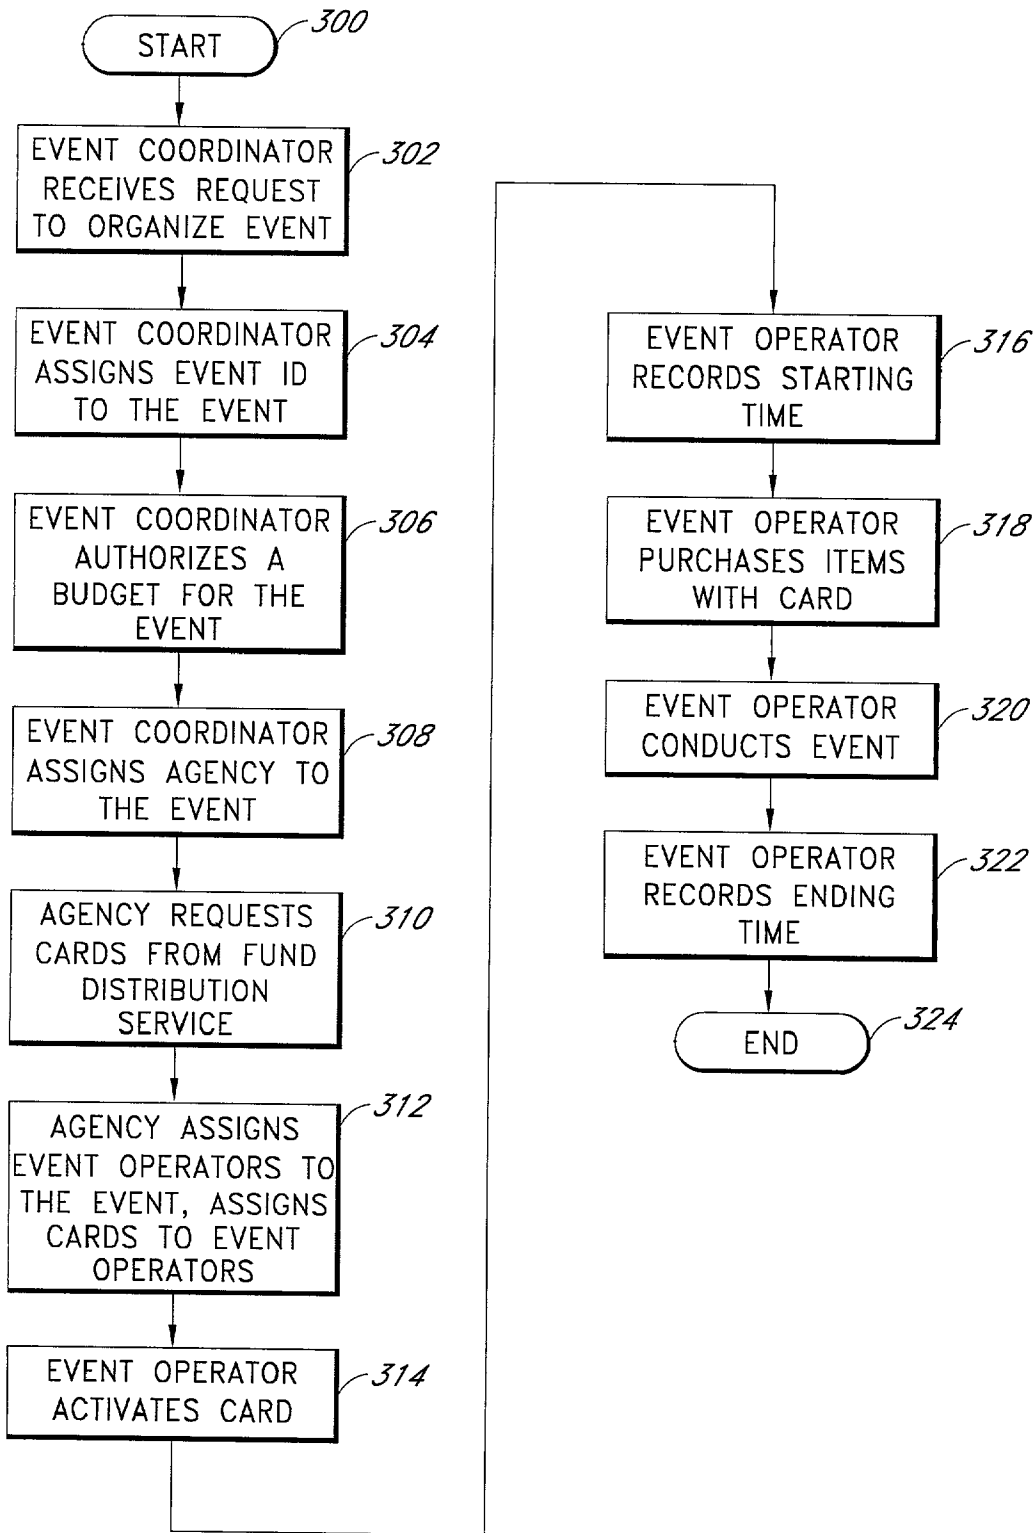 START
300
EVENT COORDINATOR
RECEIVES REQUEST
TO ORGANIZE EVENT
302
EVENT COORDINATOR
ASSIGNS EVENT ID
TO THE EVENT
304
EVENT COORDINATOR
AUTHORIZES A
BUDGET FOR THE
EVENT
306
EVENT COORDINATOR
ASSIGNS AGENCY TO
THE EVENT
308
AGENCY REQUESTS
CARDS FROM FUND
DISTRIBUTION
SERVICE
310
AGENCY ASSIGNS
EVENT OPERATORS TO
THE EVENT, ASSIGNS
CARDS TO EVENT
OPERATORS
312
EVENT OPERATOR
ACTIVATES CARD
314
EVENT OPERATOR
RECORDS STARTING
TIME
316
EVENT OPERATOR
PURCHASES ITEMS
WITH CARD
318
EVENT OPERATOR
CONDUCTS EVENT
320
EVENT OPERATOR
RECORDS ENDING
TIME
322
END
324